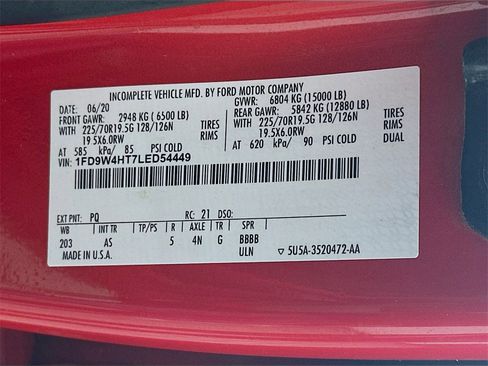 INCOMPLETE VEHICLE MFD. BY FORD MOTOR COMPANY
DATE: 06/20 GVWR: 6804 KG (15000 LB)
FRONT GAWR: 2948 KG (6500 LB) REAR GAWR: 5842 KG (12880 LB)
WITH 225/70R19.5G 128/126N TIRES WITH 225/70R19.5G 128/126N TIRES
19.5X6.0RW RIMS 19.5X6.0RW RIMS
AT 585 kPa/ 85 PSI COLD AT 620 kPa/ 90 PSI COLD DUAL
VIN: 1FD9W4HT7LED54449
EXT PNT: PQ RC: 21 DSO:
WB INT TR TP/PS R AXLE TR SPR
203 AS 5 4N G BBBB
MADE IN U.S.A. ULN 5U5A-3520472-AA